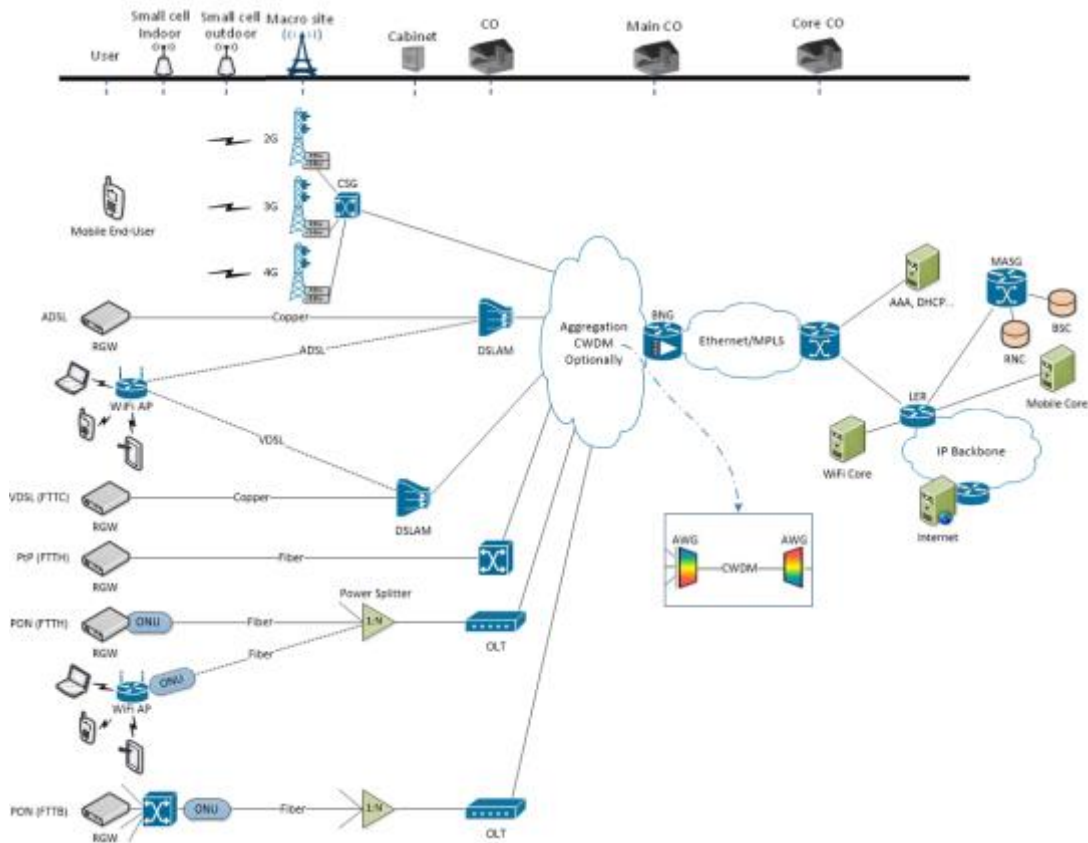 Small cell
Indoor
Small cell
outdoor
Macro site
User
Cabinet
CO
Main CO
Core CO
2G
CSG
3G
Mobile End-User
4G
MASG
AAA, DHCP...
BSC
RNC
ADSL
Copper
RGW
DSLAM
ADSL
Aggregation
CWDM
Optionally
BNG
Ethernet/MPLS
Mobile Core
LER
WiFi AP
VDSL
WiFi Core
IP Backbone
VDSL (FTTC)
Copper
RGW
DSLAM
Internet
PtP (FTTH)
Fiber
RGW
AWG
AWG
CWDM
Power Splitter
PON (FTTH)
ONU
Fiber
1:N
RGW
OLT
Fiber
ONU
WiFi AP
PON (FTTB)
ONU
Fiber
1:N
RGW
OLT